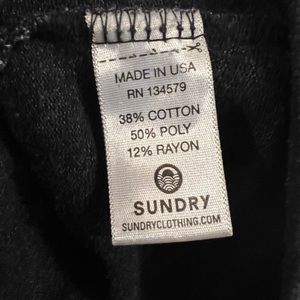 MADE IN USA
RN 134579
38% COTTON
50% POLY
12% RAYON
SUNDRY
SUNDRYCLOTHING.COM